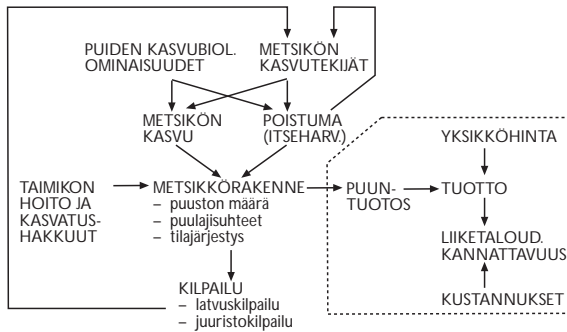 PUIDEN KASVUBIOL.
OMINAISUUDET
METSIKÖN
KASVUTEKIJÄT
METSIKÖN
KASVU
POISTUMA
(ITSEHARV.)
YKSIKKÖHINTA
TAIMIKON
HOITO JA
KASVATUS-
HAKKUUT
METSIKKÖRAKENNE
– puuston määrä
– puulajisuhteet
– tilajärjestys
PUUN-
TUOTOS
TUOTTO
LIIKETALOUD.
KANNATTAVUUS
KILPAILU
– latvuskilpailu
– juuristokilpailu
KUSTANNUKSET